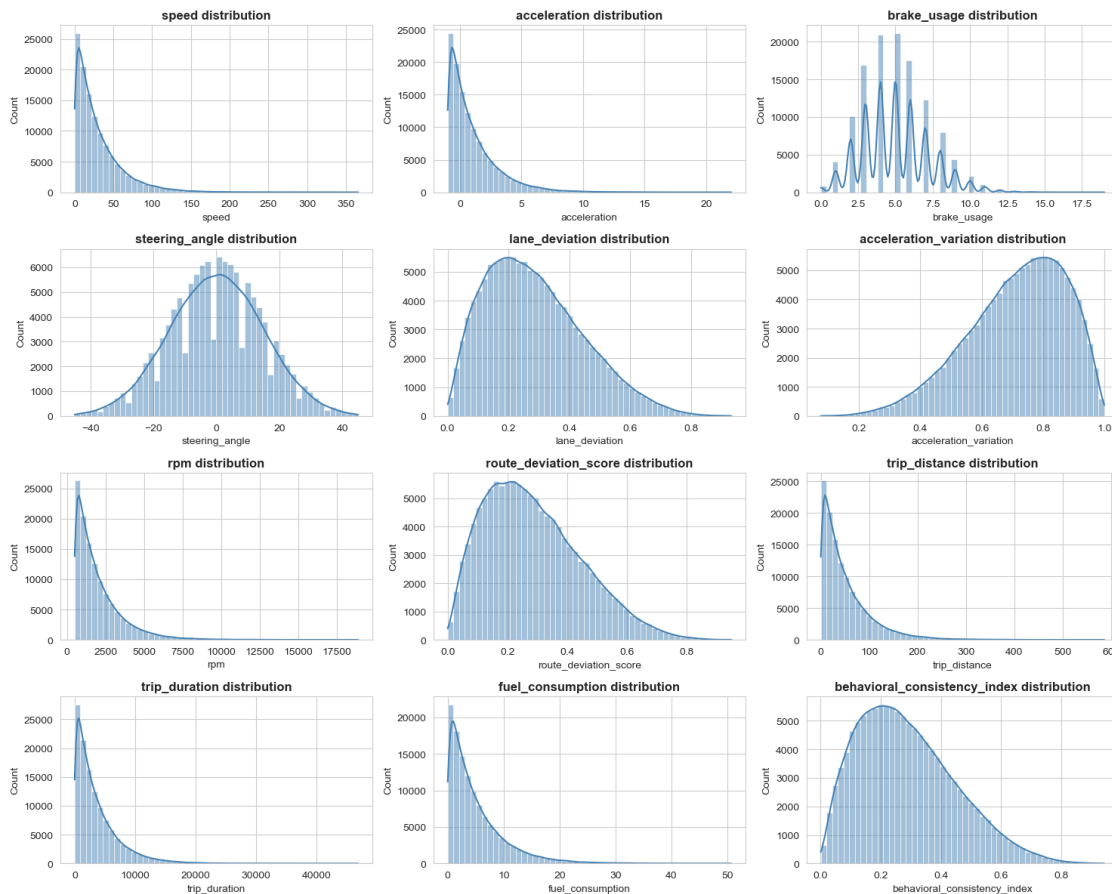 speed distribution
25000
20000
15000
10000
5000
0
Count
0 50 100 150 200 250 300 350
speed
acceleration distribution
25000
20000
15000
10000
5000
0
Count
0 5 10 15 20
acceleration
brake_usage distribution
20000
15000
10000
5000
0
Count
0.0 2.5 5.0 7.5 10.0 12.5 15.0 17.5
brake_usage
steering_angle distribution
6000
5000
4000
3000
2000
1000
0
Count
−40 −20 0 20 40
steering_angle
lane_deviation distribution
5000
4000
3000
2000
1000
0
Count
0.0 0.2 0.4 0.6 0.8
lane_deviation
acceleration_variation distribution
5000
4000
3000
2000
1000
0
Count
0.2 0.4 0.6 0.8 1.0
acceleration_variation
rpm distribution
25000
20000
15000
10000
5000
0
Count
0 2500 5000 7500 10000 12500 15000 17500
rpm
route_deviation_score distribution
5000
4000
3000
2000
1000
0
Count
0.0 0.2 0.4 0.6 0.8
route_deviation_score
trip_distance distribution
25000
20000
15000
10000
5000
0
Count
0 100 200 300 400 500
trip_distance
trip_duration distribution
25000
20000
15000
10000
5000
0
Count
0 10000 20000 30000 40000
trip_duration
fuel_consumption distribution
20000
15000
10000
5000
0
Count
0 10 20 30 40 50
fuel_consumption
behavioral_consistency_index distribution
5000
4000
3000
2000
1000
0
Count
0.0 0.2 0.4 0.6 0.8
behavioral_consistency_index